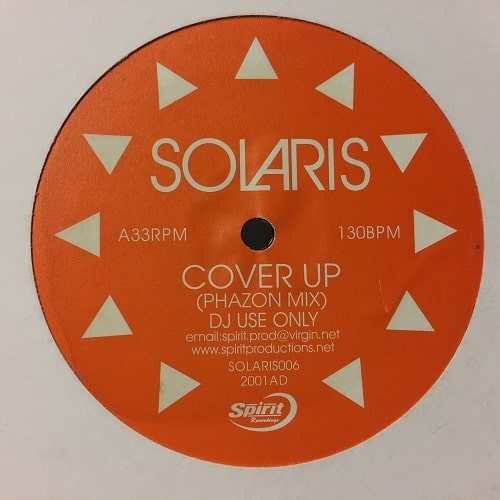 SOLARIS
A33RPM
130BPM
COVER UP
(PHAZON MIX)
DJ USE ONLY
email:spirit.prod@virgin.net
www.spiritproductions.net
SOLARIS006
2001AD
Spirit
Recordings